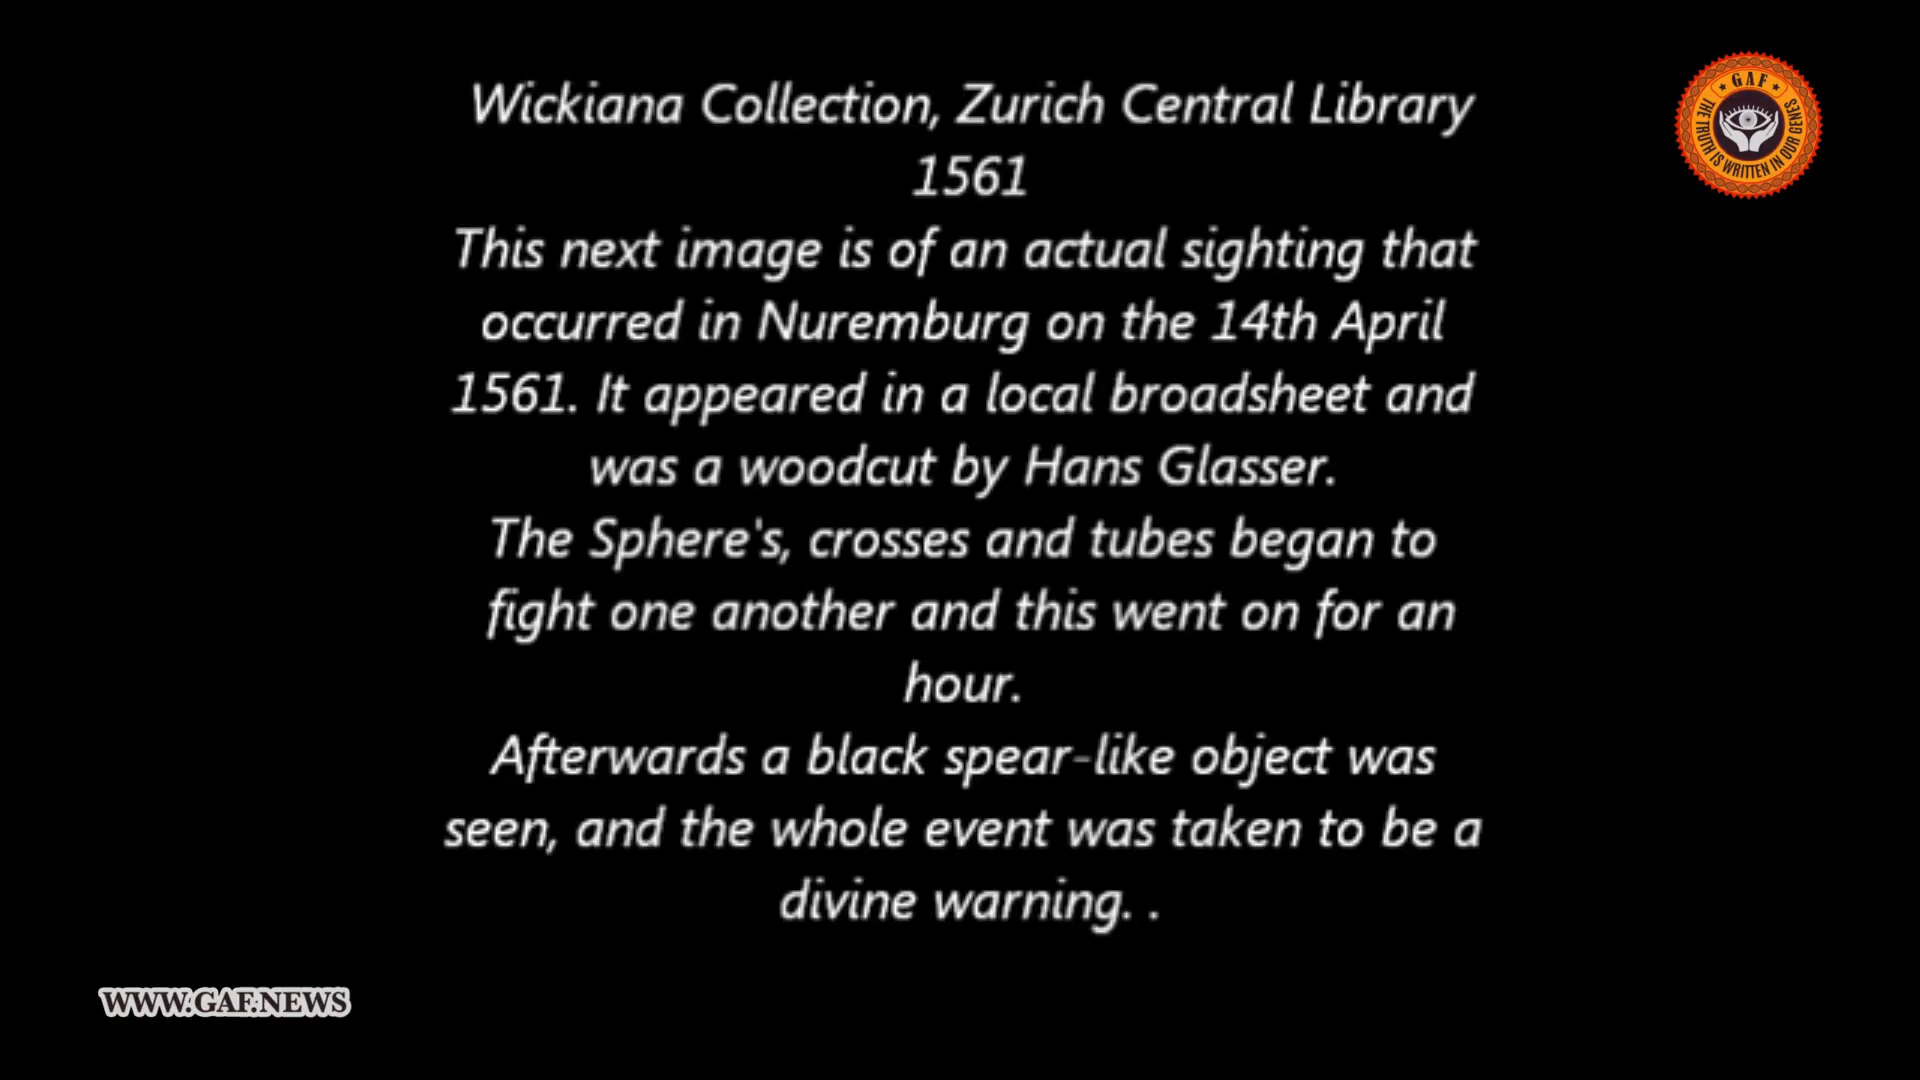 Wickiana Collection, Zurich Central Library
1561
This next image is of an actual sighting that
occurred in Nuremburg on the 14th April
1561. It appeared in a local broadsheet and
was a woodcut by Hans Glasser.
The Sphere's, crosses and tubes began to
fight one another and this went on for an
hour.
Afterwards a black spear-like object was
seen, and the whole event was taken to be a
divine warning. .
GAF
THE TRUTH IS WRITTEN IN OUR GENES
WWW.GAF.NEWS